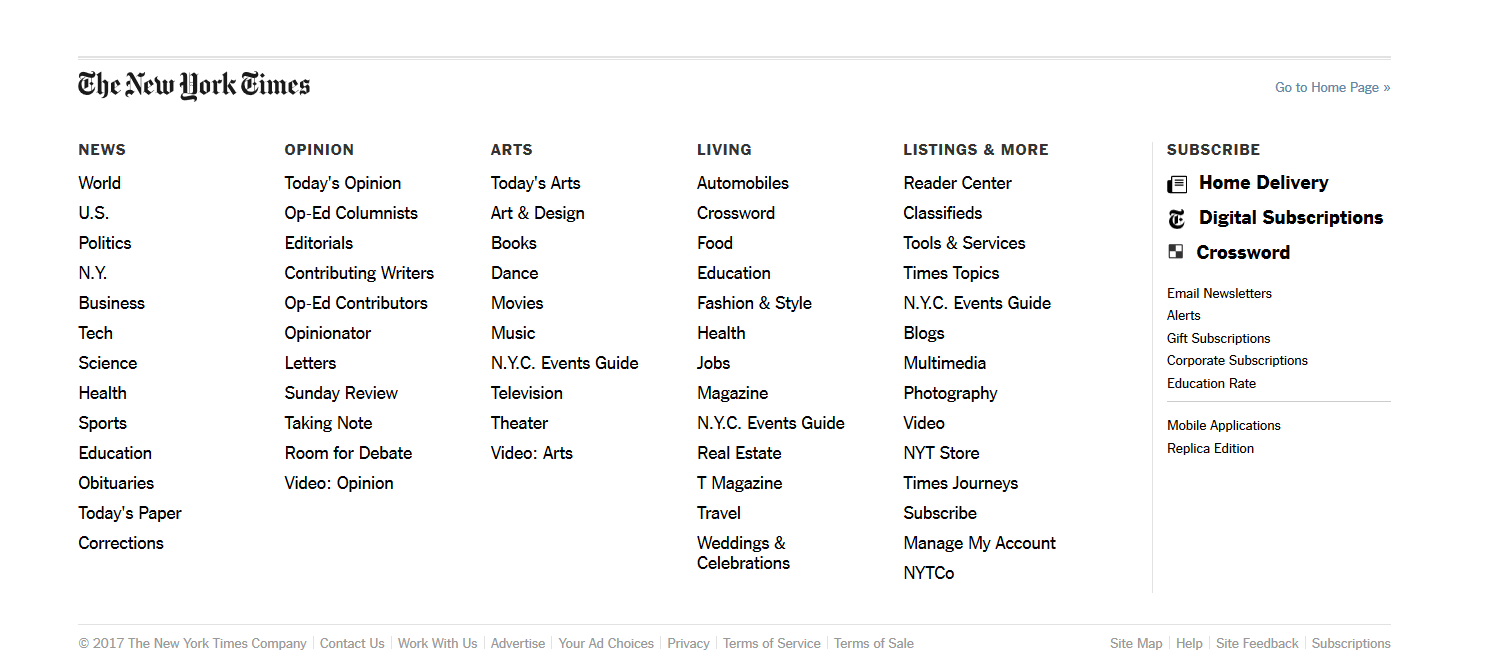 The New York Times
Go to Home Page »
NEWS
World
U.S.
Politics
N.Y.
Business
Tech
Science
Health
Sports
Education
Obituaries
Today's Paper
Corrections
OPINION
Today's Opinion
Op-Ed Columnists
Editorials
Contributing Writers
Op-Ed Contributors
Opinionator
Letters
Sunday Review
Taking Note
Room for Debate
Video: Opinion
ARTS
Today's Arts
Art & Design
Books
Dance
Movies
Music
N.Y.C. Events Guide
Television
Theater
Video: Arts
LIVING
Automobiles
Crossword
Food
Education
Fashion & Style
Health
Jobs
Magazine
N.Y.C. Events Guide
Real Estate
T Magazine
Travel
Weddings &
Celebrations
LISTINGS & MORE
Reader Center
Classifieds
Tools & Services
Times Topics
N.Y.C. Events Guide
Blogs
Multimedia
Photography
Video
NYT Store
Times Journeys
Subscribe
Manage My Account
NYTCo
SUBSCRIBE
Home Delivery
T Digital Subscriptions
Crossword
Email Newsletters
Alerts
Gift Subscriptions
Corporate Subscriptions
Education Rate
Mobile Applications
Replica Edition
© 2017 The New York Times Company Contact Us Work With Us Advertise Your Ad Choices Privacy Terms of Service Terms of Sale
Site Map Help Site Feedback Subscriptions